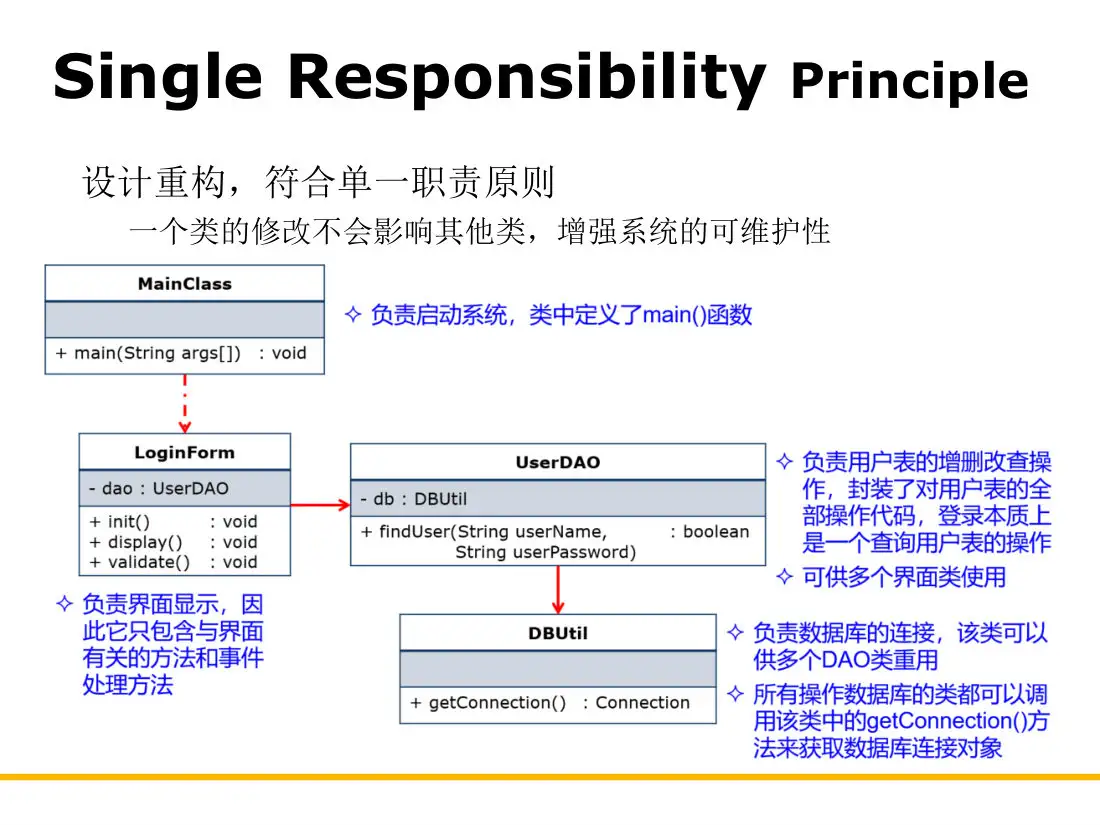 Single Responsibility Principle
设计重构，符合单一职责原则
一个类的修改不会影响其他类，增强系统的可维护性
MainClass
+ main(String args[]) : void
✧ 负责启动系统，类中定义了main()函数
LoginForm
- dao : UserDAO
+ init() : void
+ display() : void
+ validate() : void
✧ 负责界面显示，因
此它只包含与界面
有关的方法和事件
处理方法
UserDAO
- db : DBUtil
+ findUser(String userName, : boolean
String userPassword)
✧ 负责用户表的增删改查操
作，封装了对用户表的全
部操作代码，登录本质上
是一个查询用户表的操作
✧ 可供多个界面类使用
DBUtil
+ getConnection() : Connection
✧ 负责数据库的连接，该类可以
供多个DAO类重用
✧ 所有操作数据库的类都可以调
用该类中的getConnection()方
法来获取数据库连接对象